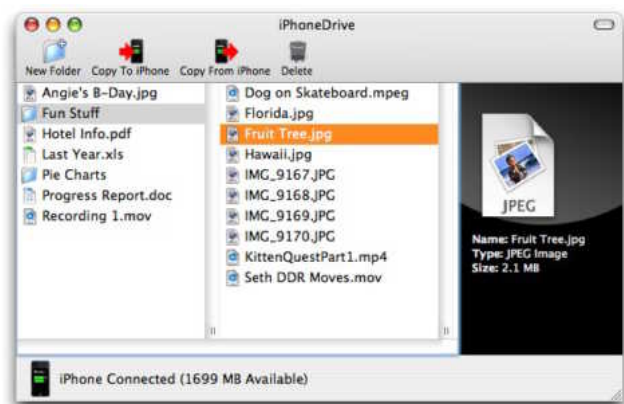 iPhoneDrive
New Folder Copy To iPhone Copy From iPhone Delete
Angie's B-Day.jpg
Fun Stuff
Hotel Info.pdf
Last Year.xls
Pie Charts
Progress Report.doc
Recording 1.mov
Dog on Skateboard.mpeg
Florida.jpg
Fruit Tree.jpg
Hawaii.jpg
IMG_9167.JPG
IMG_9168.JPG
IMG_9169.JPG
IMG_9170.JPG
KittenQuestPart1.mp4
Seth DDR Moves.mov
JPEG
Name: Fruit Tree.jpg
Type: JPEG Image
Size: 2.1 MB
iPhone Connected (1699 MB Available)